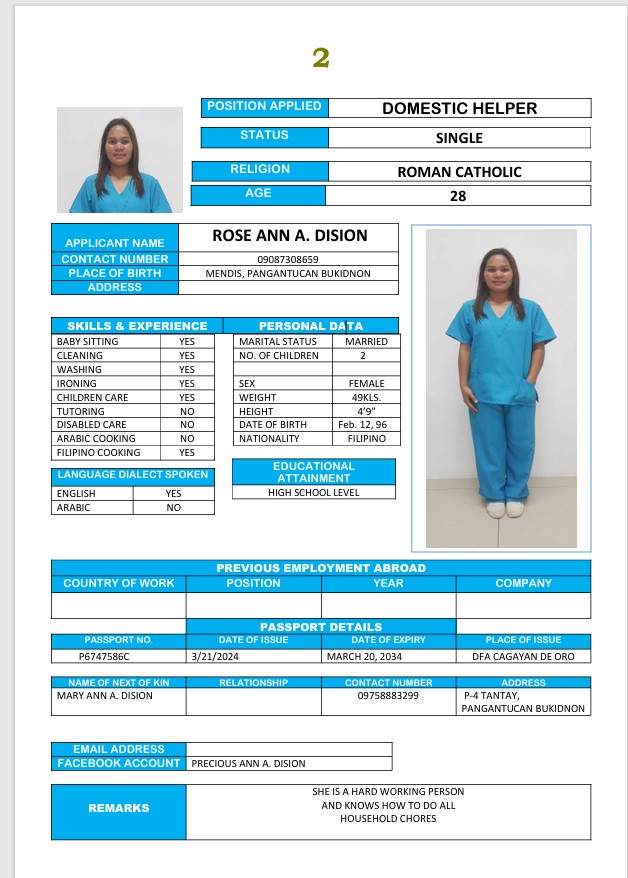 2
POSITION APPLIED DOMESTIC HELPER
STATUS SINGLE
RELIGION ROMAN CATHOLIC
AGE 28
APPLICANT NAME ROSE ANN A. DISION
CONTACT NUMBER 09087308659
PLACE OF BIRTH MENDIS, PANGANTUCAN BUKIDNON
ADDRESS
SKILLS & EXPERIENCE PERSONAL DATA
BABY SITTING YES MARITAL STATUS MARRIED
CLEANING YES NO. OF CHILDREN 2
WASHING YES
IRONING YES SEX FEMALE
CHILDREN CARE YES WEIGHT 49KLS.
TUTORING NO HEIGHT 4’9”
DISABLED CARE NO DATE OF BIRTH Feb. 12, 96
ARABIC COOKING NO NATIONALITY FILIPINO
FILIPINO COOKING YES
LANGUAGE DIALECT SPOKEN
ENGLISH YES
ARABIC NO
EDUCATIONAL
ATTAINMENT
HIGH SCHOOL LEVEL
PREVIOUS EMPLOYMENT ABROAD
COUNTRY OF WORK POSITION YEAR COMPANY
PASSPORT DETAILS
PASSPORT NO. DATE OF ISSUE DATE OF EXPIRY PLACE OF ISSUE
P6747586C 3/21/2024 MARCH 20, 2034 DFA CAGAYAN DE ORO
NAME OF NEXT OF KIN RELATIONSHIP CONTACT NUMBER ADDRESS
MARY ANN A. DISION 09758883299 P-4 TANTAY,
PANGANTUCAN BUKIDNON
EMAIL ADDRESS
FACEBOOK ACCOUNT PRECIOUS ANN A. DISION
REMARKS
SHE IS A HARD WORKING PERSON
AND KNOWS HOW TO DO ALL
HOUSEHOLD CHORES